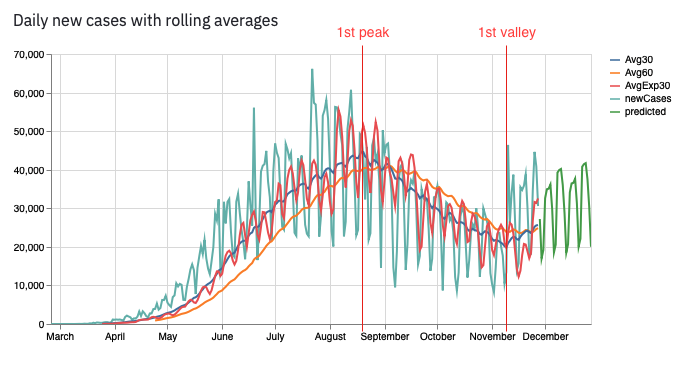 Daily new cases with rolling averages
1st peak
1st valley
70,000
60,000
50,000
40,000
30,000
20,000
10,000
0
March April May June July August September October November December
Avg30
Avg60
AvgExp30
newCases
predicted